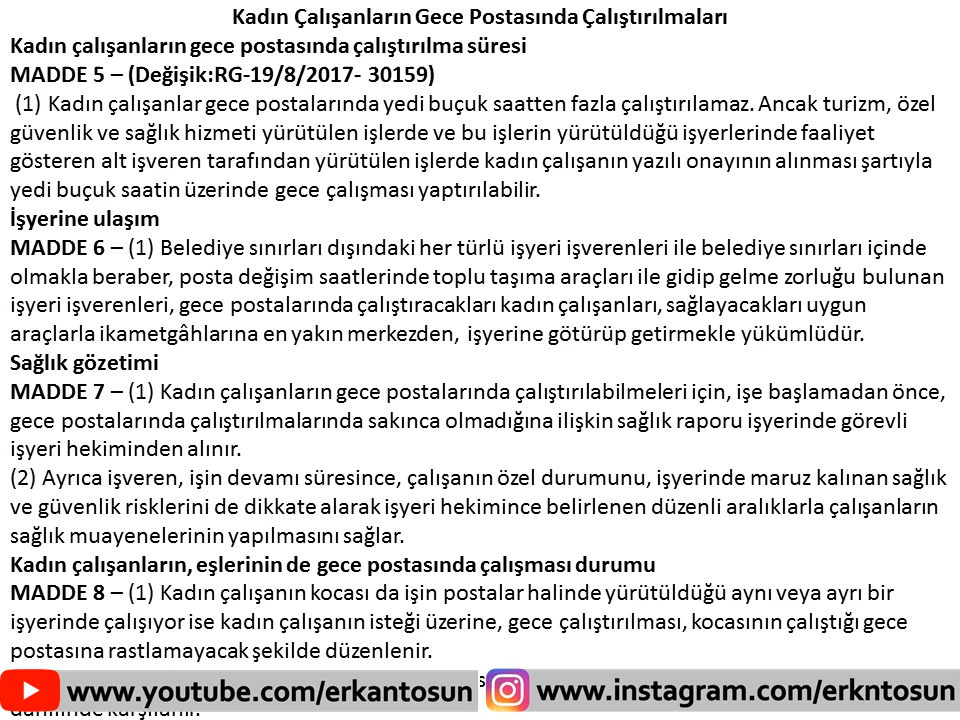 Kadın Çalışanların Gece Postasında Çalıştırılmaları
Kadın çalışanların gece postasında çalıştırılma süresi
MADDE 5 – (Değişik:RG-19/8/2017- 30159)
(1) Kadın çalışanlar gece postalarında yedi buçuk saatten fazla çalıştırılamaz. Ancak turizm, özel
güvenlik ve sağlık hizmeti yürütülen işlerde ve bu işlerin yürütüldüğü işyerlerinde faaliyet
gösteren alt işveren tarafından yürütülen işlerde kadın çalışanın yazılı onayının alınması şartıyla
yedi buçuk saatin üzerinde gece çalışması yaptırılabilir.
İşyerine ulaşım
MADDE 6 – (1) Belediye sınırları dışındaki her türlü işyeri işverenleri ile belediye sınırları içinde
olmakla beraber, posta değişim saatlerinde toplu taşıma araçları ile gidip gelme zorluğu bulunan
işyeri işverenleri, gece postalarında çalıştıracakları kadın çalışanları, sağlayacakları uygun
araçlarla ikametgâhlarına en yakın merkezden, işyerine götürüp getirmekle yükümlüdür.
Sağlık gözetimi
MADDE 7 – (1) Kadın çalışanların gece postalarında çalıştırılabilmeleri için, işe başlamadan önce,
gece postalarında çalıştırılmalarında sakınca olmadığına ilişkin sağlık raporu işyerinde görevli
işyeri hekiminden alınır.
(2) Ayrıca işveren, işin devamı süresince, çalışanın özel durumunu, işyerinde maruz kalınan sağlık
ve güvenlik risklerini de dikkate alarak işyeri hekimince belirlenen düzenli aralıklarla çalışanların
sağlık muayenelerinin yapılmasını sağlar.
Kadın çalışanların, eşlerinin de gece postasında çalışması durumu
MADDE 8 – (1) Kadın çalışanın kocası da işin postalar halinde yürütüldüğü aynı veya ayrı bir
işyerinde çalışıyor ise kadın çalışanın isteği üzerine, gece çalıştırılması, kocasının çalıştığı gece
postasına rastlamayacak şekilde düzenlenir.
www.youtube.com/erkantosun www.instagram.com/erkntosun